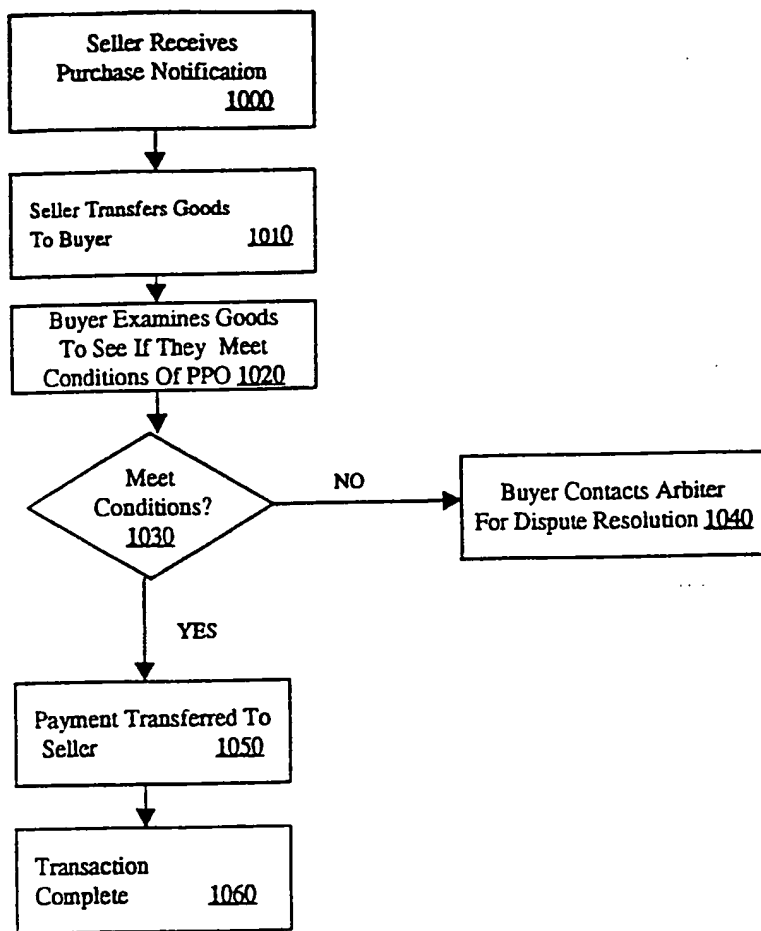 Seller Receives
Purchase Notification
1000
Seller Transfers Goods
To Buyer 1010
Buyer Examines Goods
To See If They Meet
Conditions Of PPO 1020
Meet
Conditions?
1030
NO
Buyer Contacts Arbiter
For Dispute Resolution 1040
YES
Payment Transferred To
Seller 1050
Transaction
Complete 1060